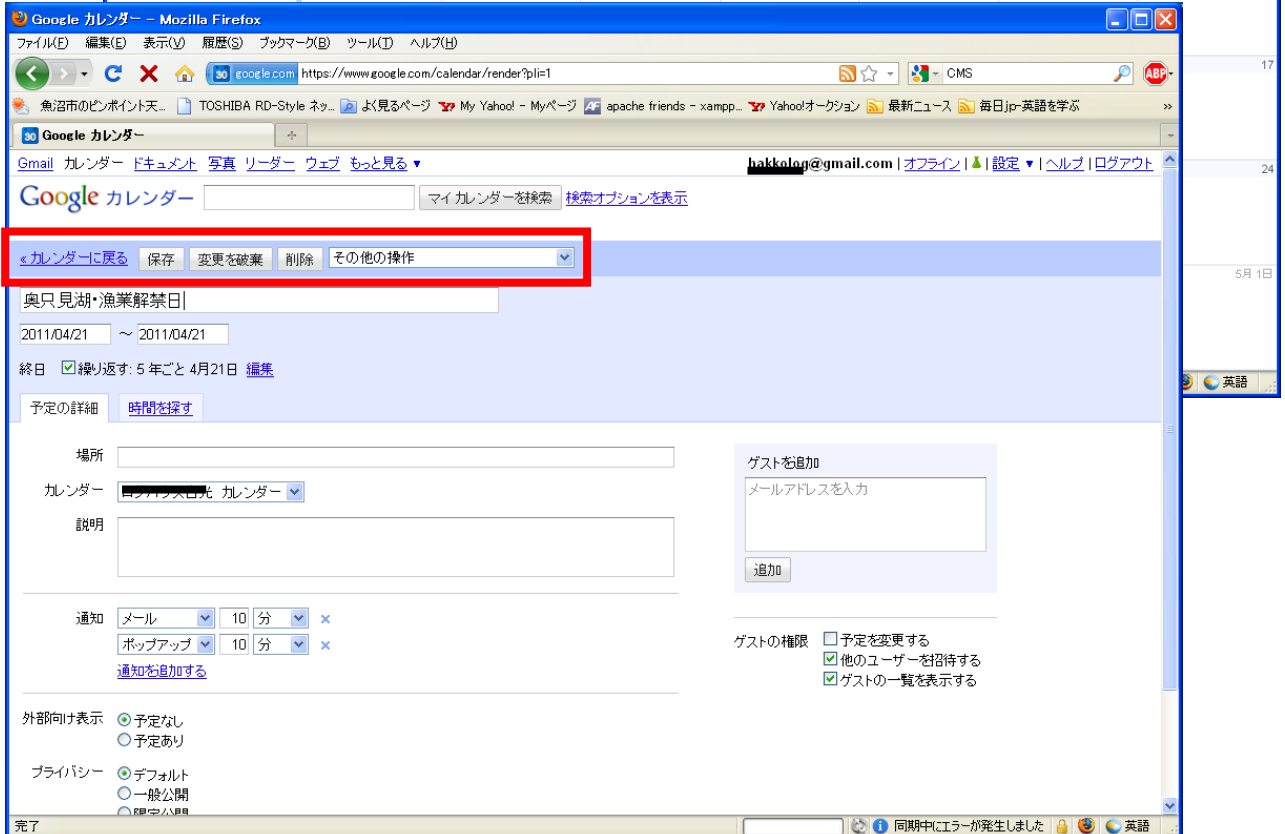 Google カレンダー - Mozilla Firefox
ファイル(F) 編集(E) 表示(V) 履歴(S) ブックマーク(B) ツール(T) ヘルプ(H)
30 google.com https://www.google.com/calendar/render?pli=1 CMS ABP
魚沼市のピンポイント天... TOSHIBA RD-Style ネッ... よく見るページ My Yahoo! - Myページ apache friends - xampp... Yahoo!オークション 最新ニュース 毎日jp-英語を学ぶ »
30 Google カレンダー
Gmail カレンダー ドキュメント 写真 リーダー ウェブ もっと見る ▼ @gmail.com | オフライン | 設定 ▼ | ヘルプ | ログアウト
Google カレンダー マイカレンダーを検索 検索オプションを表示
«カレンダーに戻る 保存 変更を破棄 削除 その他の操作
奥只見湖・漁業解禁日
2011/04/21 ～ 2011/04/21
終日 繰り返す: 5 年ごと 4月21日 編集
予定の詳細 時間を探す
場所
カレンダー カレンダー
説明
通知 メール 10 分 ×
ポップアップ 10 分 ×
通知を追加する
外部向け表示 予定なし
予定あり
プライバシー デフォルト
一般公開
限定公開
ゲストを追加
メールアドレスを入力
追加
ゲストの権限 予定を変更する
他のユーザーを招待する
ゲストの一覧を表示する
完了 同期中にエラーが発生しました 英語
17
24
5月 1日
英語